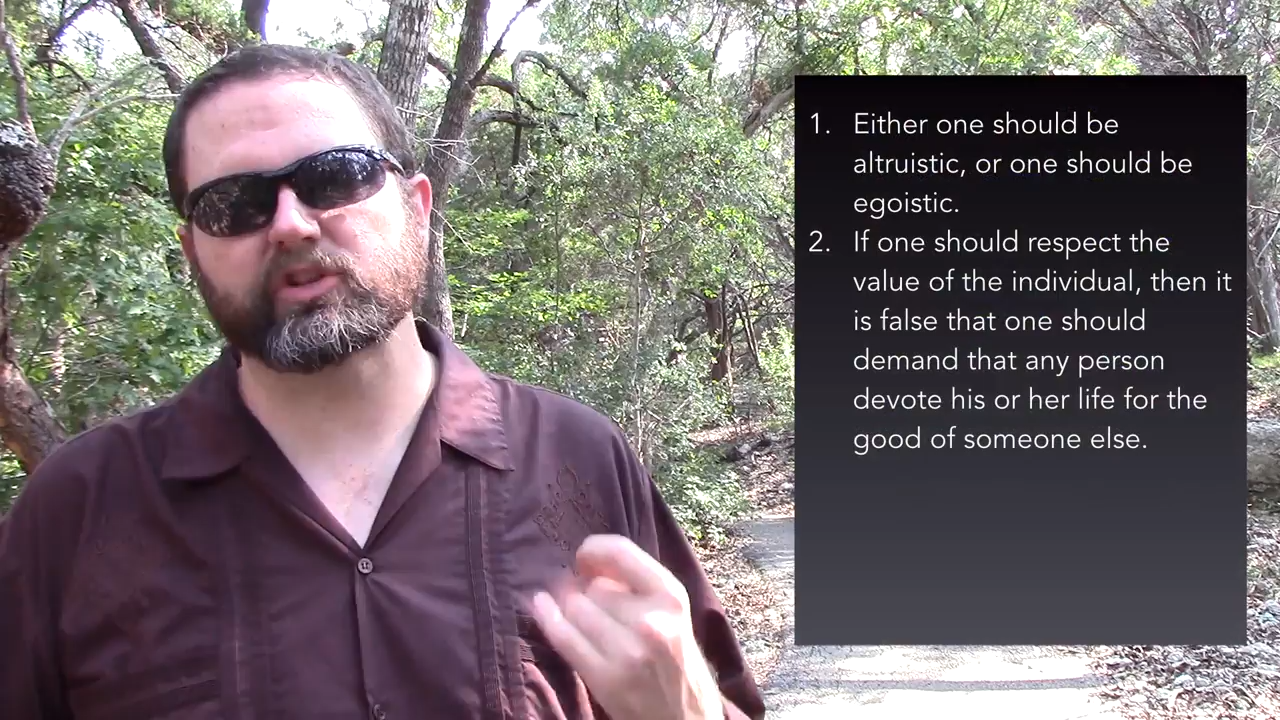 1. Either one should be
altruistic, or one should be
egoistic.
2. If one should respect the
value of the individual, then it
is false that one should
demand that any person
devote his or her life for the
good of someone else.